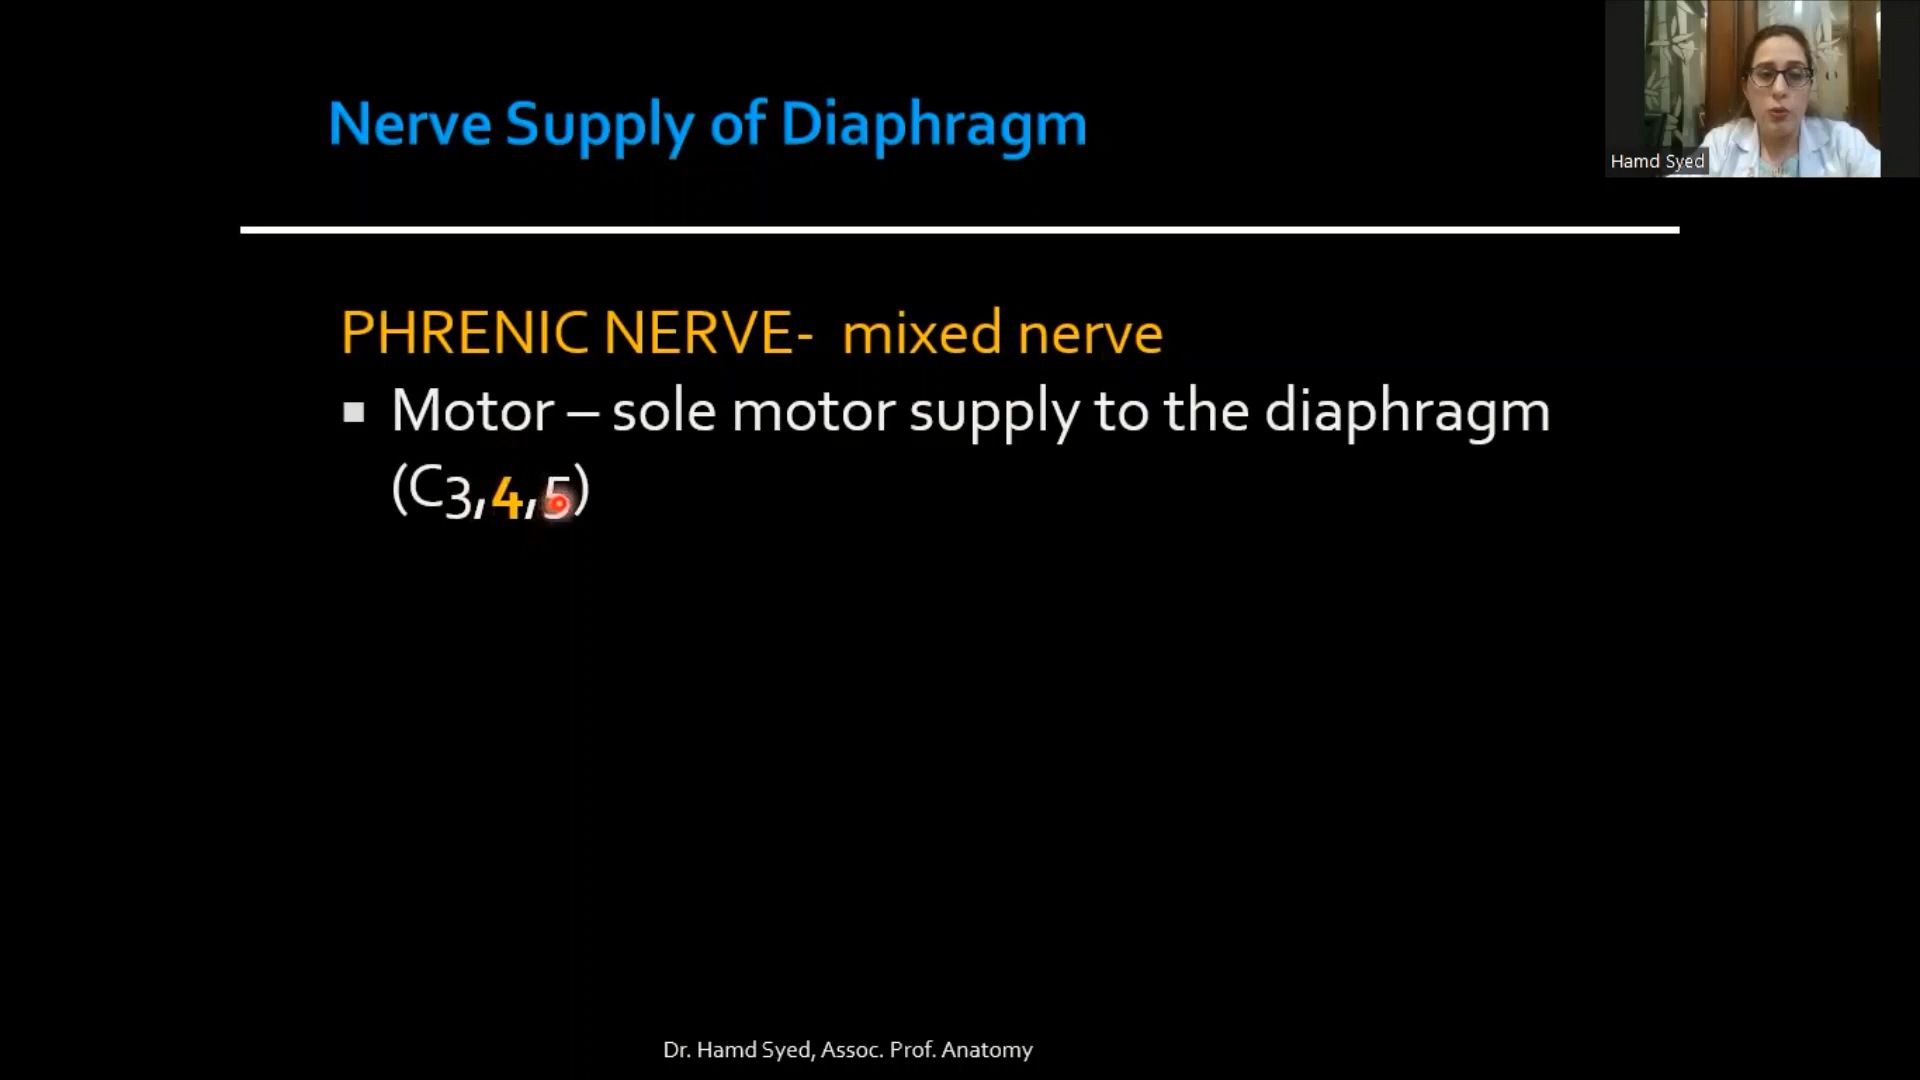 Nerve Supply of Diaphragm
Hamd Syed
PHRENIC NERVE- mixed nerve
▪ Motor – sole motor supply to the diaphragm
(C3,4,5)
Dr. Hamd Syed, Assoc. Prof. Anatomy